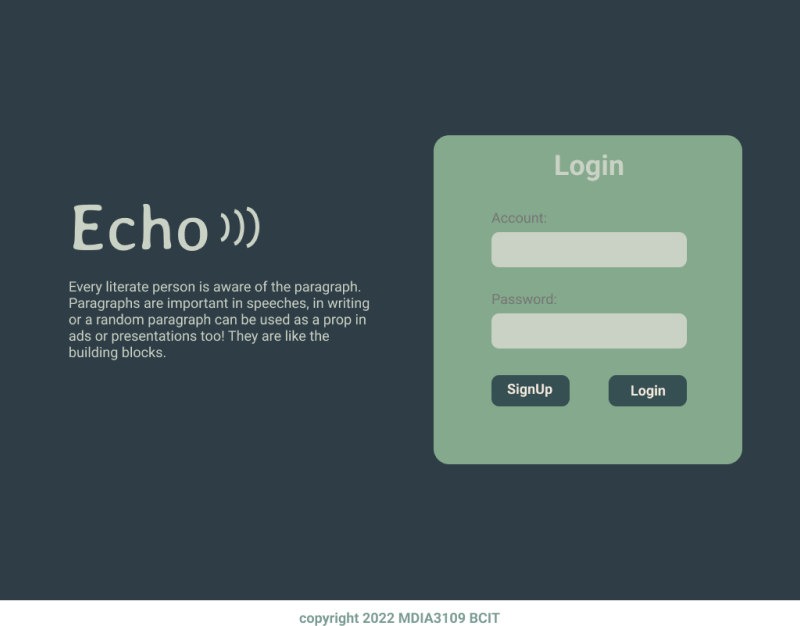 Echo
Every literate person is aware of the paragraph.
Paragraphs are important in speeches, in writing
or a random paragraph can be used as a prop in
ads or presentations too! They are like the
building blocks.
Login
Account:
Password:
SignUp
Login
copyright 2022 MDIA3109 BCIT